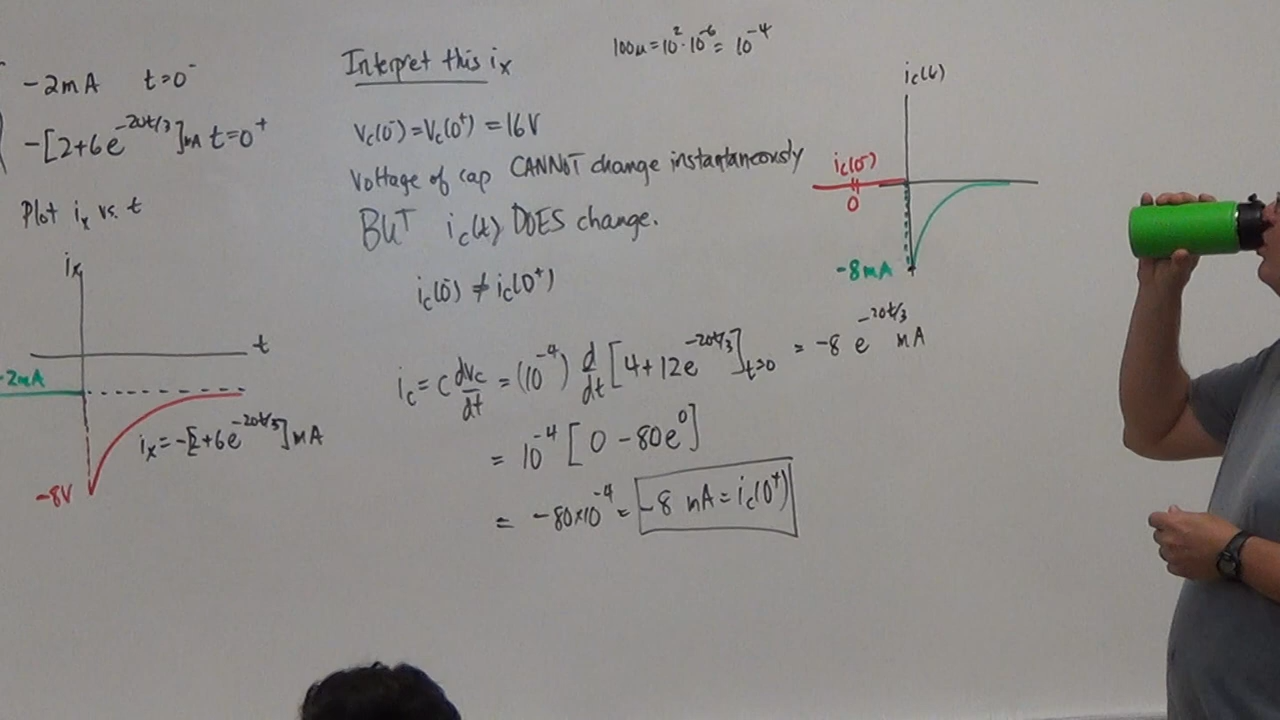 -2mA t=0⁻
-[2+6e^(-20t/3)]mA t=0⁺
Plot iₓ vs. t
iₓ
t
-2mA
iₓ=-[2+6e^(-20t/3)]mA
-8V
Interpret this iₓ
100μ=10²·10⁻⁶=10⁻⁴
V_c(0⁻)=V_c(0⁺)=16V
Voltage of cap CANNOT change instantaneously
BUT i_c(t) DOES change.
i_c(0⁻)≠i_c(0⁺)
i_c=C dv_c/dt=(10⁻⁴) d/dt [4+12e^(-20t/3)]_t=0 = -8 e^(-20t/3) mA
= 10⁻⁴ [0-80e⁰]
= -80×10⁻⁴= -8 mA=i_c(0⁺)
i_c(t)
i_c(0⁻)
0
-8mA